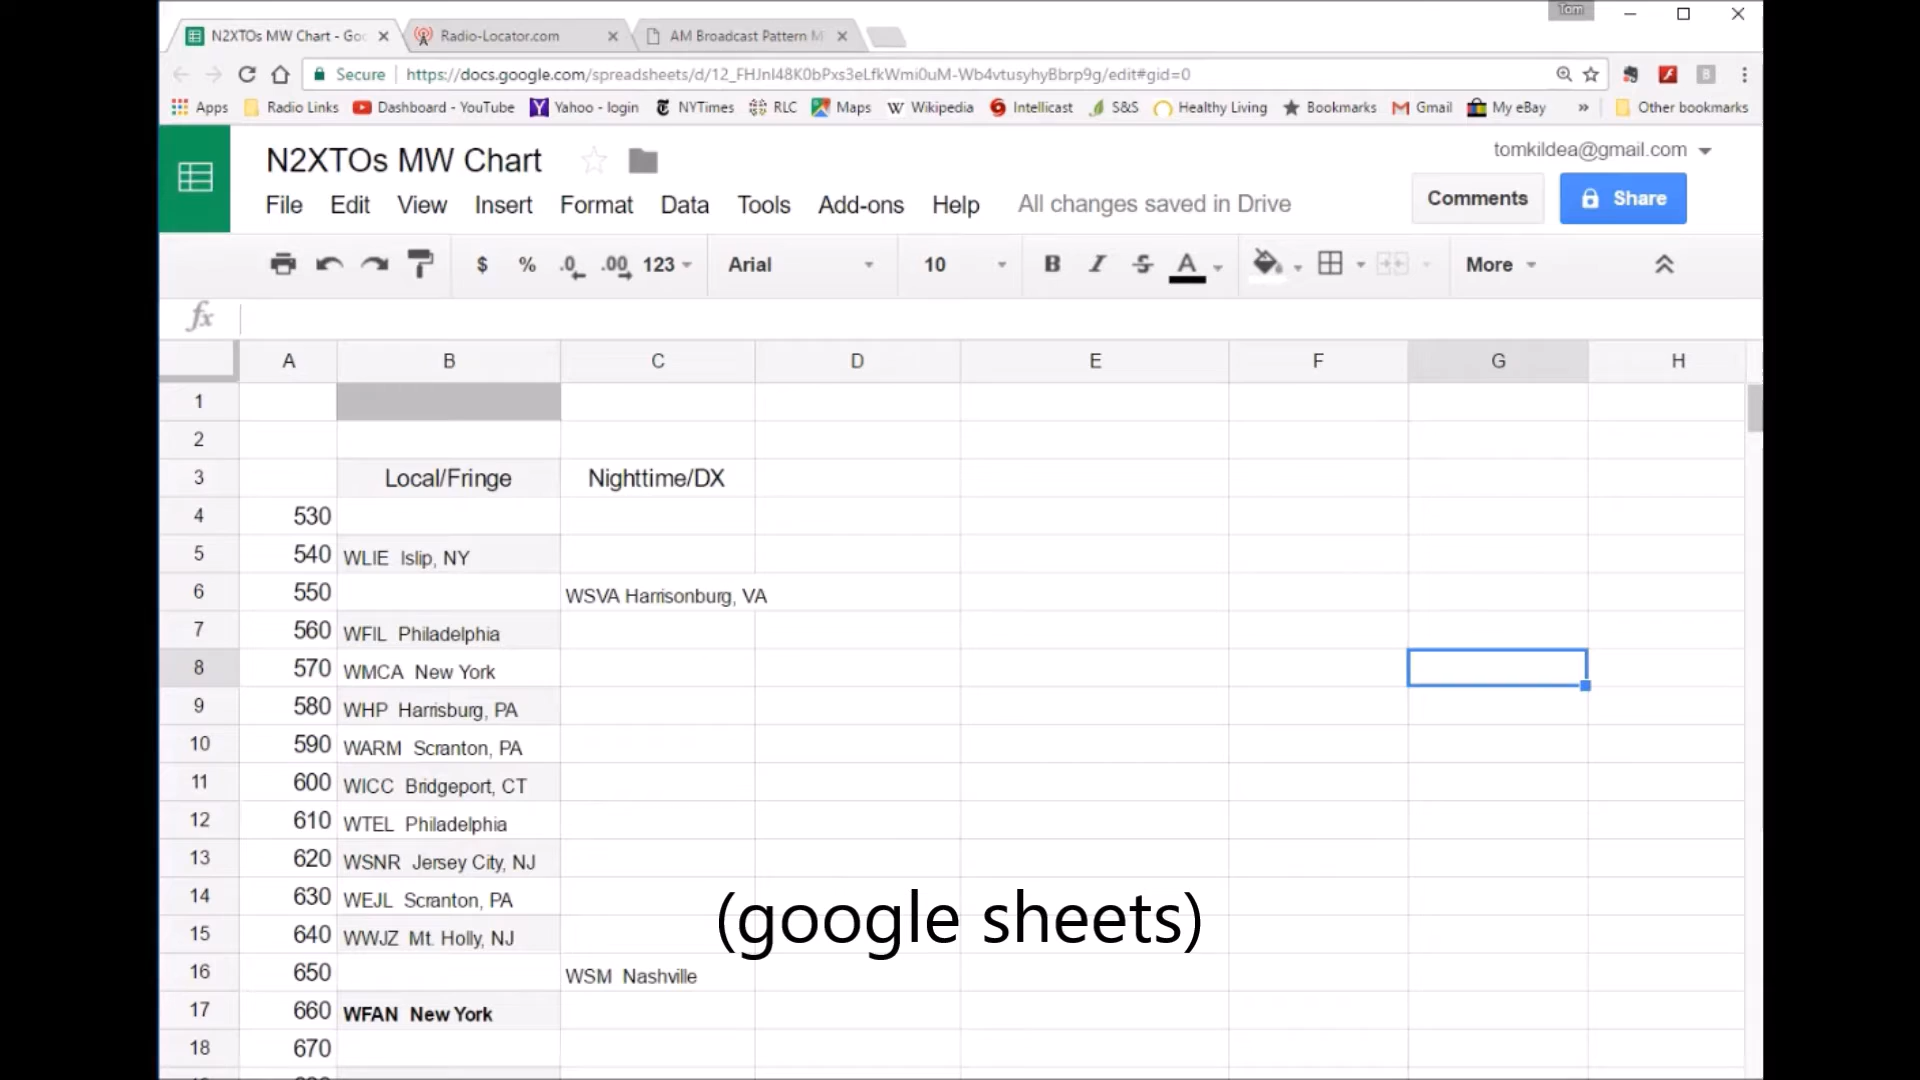 Tom
N2XTOs MW Chart - Goo
Radio-Locator.com
AM Broadcast Pattern M
Secure
https://docs.google.com/spreadsheets/d/12_FHJnI48K0bPxs3eLfkWmi0uM-Wb4vtusyhyBbrp9g/edit#gid=0
Apps Radio Links Dashboard - YouTube Yahoo - login NYTimes RLC Maps Wikipedia Intellicast S&S Healthy Living Bookmarks Gmail My eBay » Other bookmarks
N2XTOs MW Chart
tomkildea@gmail.com
File Edit View Insert Format Data Tools Add-ons Help All changes saved in Drive
Comments
Share
$ % .0 .00 123 Arial 10 B I S A More
fx
A B C D E F G H
1
2
3 Local/Fringe Nighttime/DX
4 530
5 540 WLIE Islip, NY
6 550 WSVA Harrisonburg, VA
7 560 WFIL Philadelphia
8 570 WMCA New York
9 580 WHP Harrisburg, PA
10 590 WARM Scranton, PA
11 600 WICC Bridgeport, CT
12 610 WTEL Philadelphia
13 620 WSNR Jersey City, NJ
14 630 WEJL Scranton, PA
(google sheets)
15 640 WWJZ Mt. Holly, NJ
16 650 WSM Nashville
17 660 WFAN New York
18 670